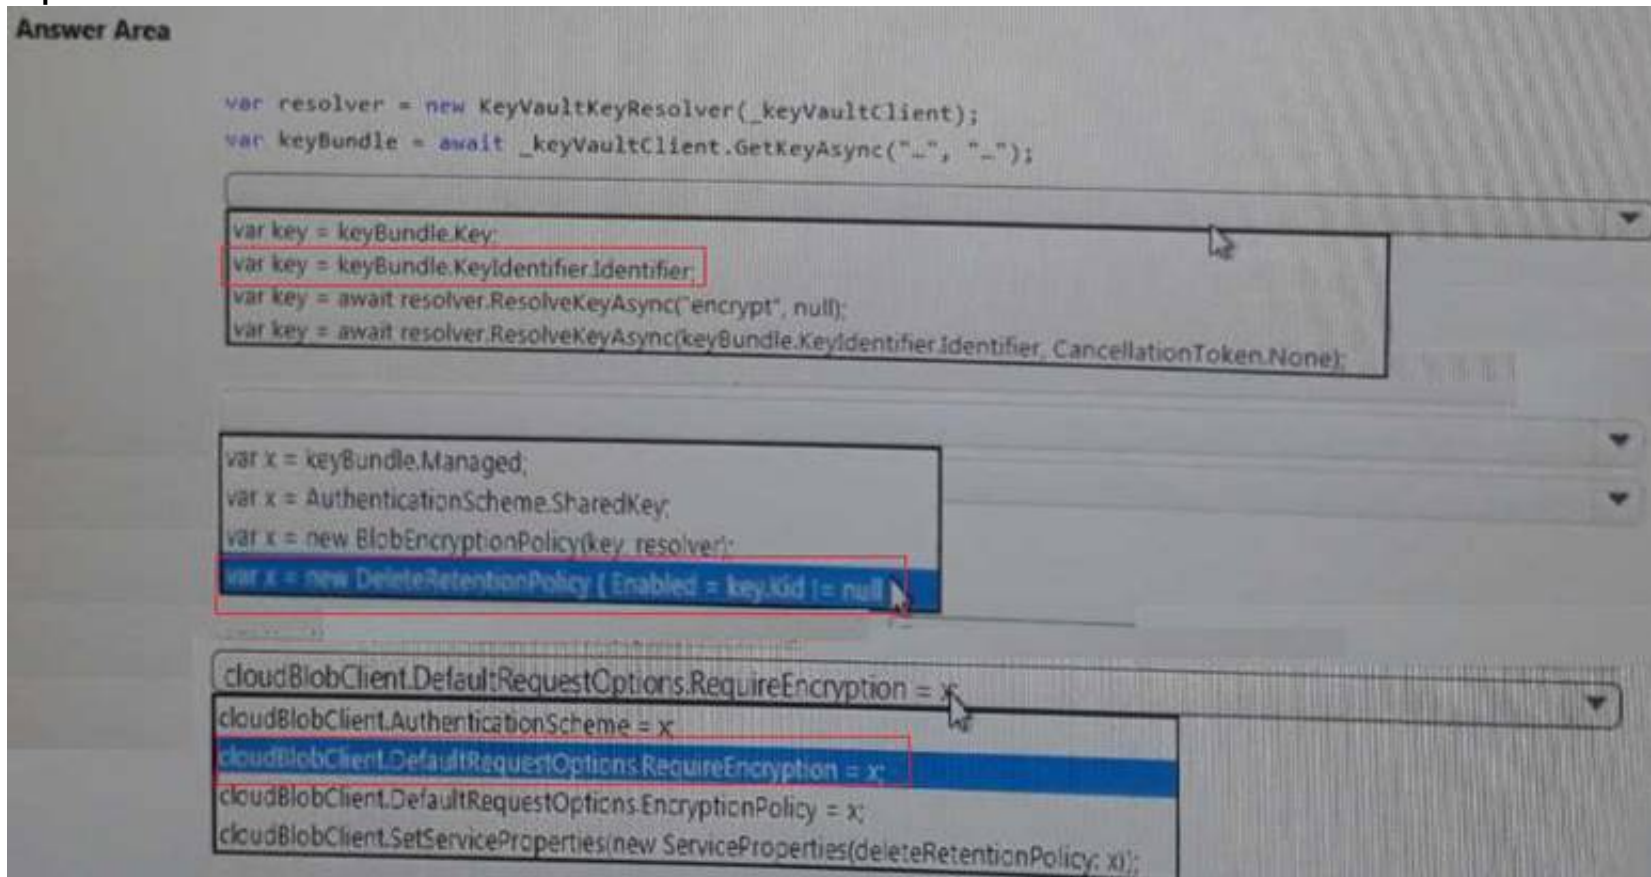 Answer Area
var resolver = new KeyVaultKeyResolver(_keyVaultClient);
var keyBundle = await _keyVaultClient.GetKeyAsync("…", "…");
var key = keyBundle.Key;
var key = keyBundle.KeyIdentifier.Identifier;
var key = await resolver.ResolveKeyAsync("encrypt", null);
var key = await resolver.ResolveKeyAsync(keyBundle.KeyIdentifier.Identifier, CancellationToken.None);
var x = keyBundle.Managed;
var x = AuthenticationScheme.SharedKey;
var x = new BlobEncryptionPolicy(key, resolver);
var x = new DeleteRetentionPolicy { Enabled = key.Kid != null
cloudBlobClient.DefaultRequestOptions.RequireEncryption = x;
cloudBlobClient.AuthenticationScheme = x;
cloudBlobClient.DefaultRequestOptions.RequireEncryption = x;
cloudBlobClient.DefaultRequestOptions.EncryptionPolicy = x;
cloudBlobClient.SetServiceProperties(new ServiceProperties(deleteRetentionPolicy: x));